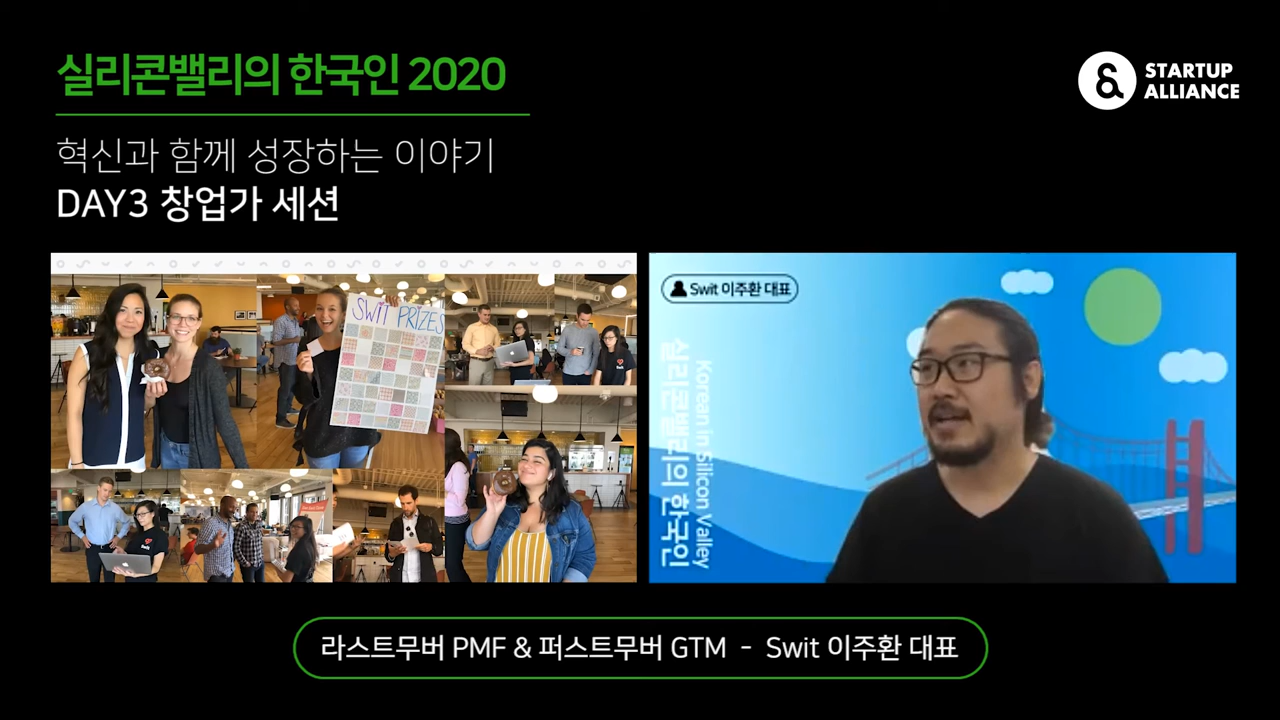 실리콘밸리의 한국인 2020
STARTUP
ALLIANCE
혁신과 함께 성장하는 이야기
DAY3 창업가 세션
SWIT PRIZES
Swit 이주환 대표
Korean in Silicon Valley
실리콘밸리의 한국인
라스트무버 PMF & 퍼스트무버 GTM - Swit 이주환 대표